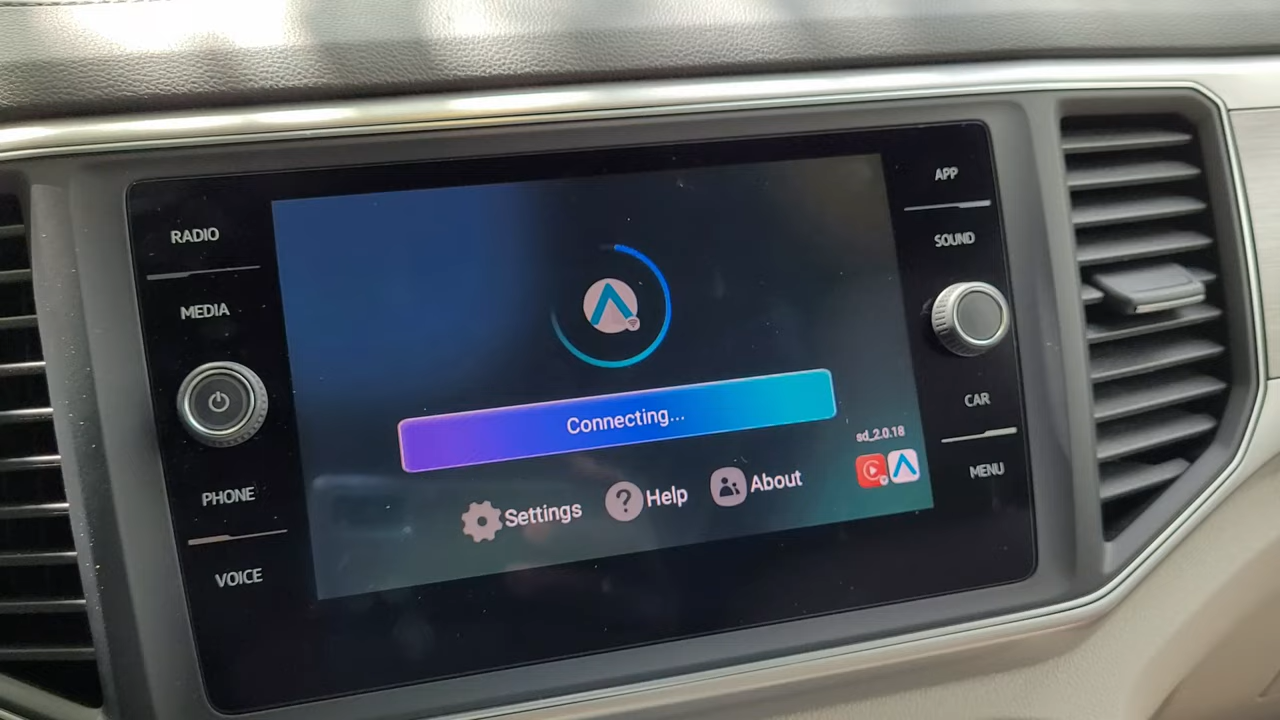 RADIO
MEDIA
PHONE
VOICE
Connecting...
Settings
Help
About
sd_2.0.18
APP
SOUND
CAR
MENU